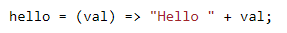 hello = (val) => "Hello " + val;